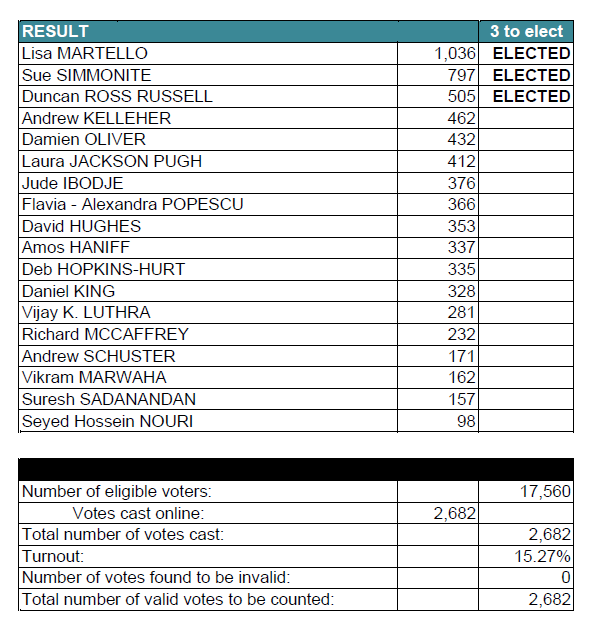 RESULT 3 to elect
Lisa MARTELLO 1,036 ELECTED
Sue SIMMONITE 797 ELECTED
Duncan ROSS RUSSELL 505 ELECTED
Andrew KELLEHER 462
Damien OLIVER 432
Laura JACKSON PUGH 412
Jude IBODJE 376
Flavia - Alexandra POPESCU 366
David HUGHES 353
Amos HANIFF 337
Deb HOPKINS-HURT 335
Daniel KING 328
Vijay K. LUTHRA 281
Richard MCCAFFREY 232
Andrew SCHUSTER 171
Vikram MARWAHA 162
Suresh SADANANDAN 157
Seyed Hossein NOURI 98
Number of eligible voters: 17,560
Votes cast online: 2,682
Total number of votes cast: 2,682
Turnout: 15.27%
Number of votes found to be invalid: 0
Total number of valid votes to be counted: 2,682